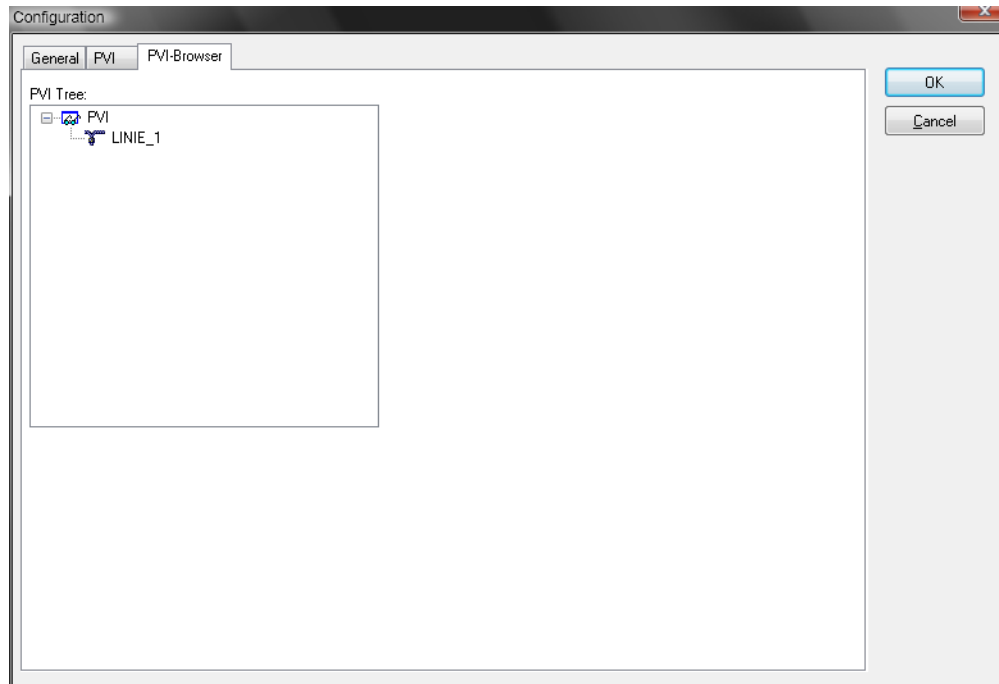 Configuration
General PVI PVI-Browser
OK
PVI Tree:
PVI
Cancel
LINIE_1